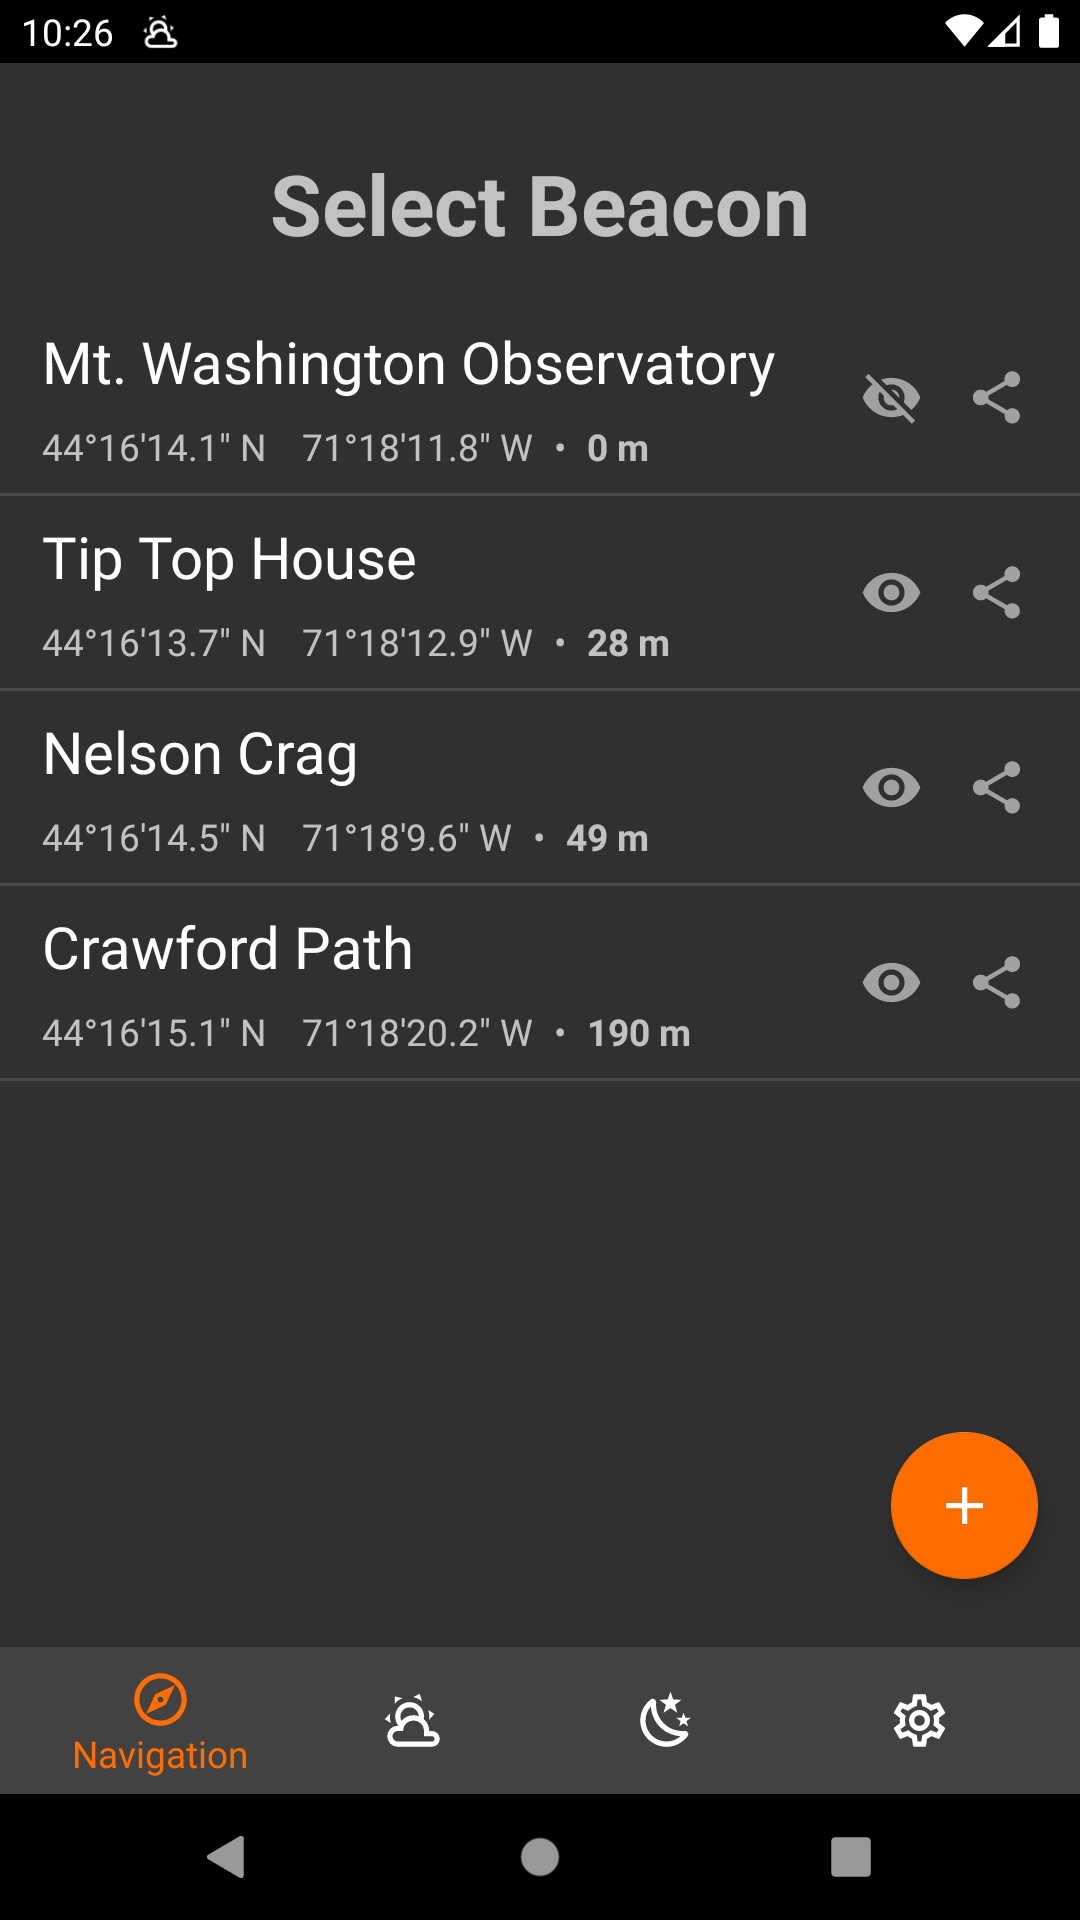 10:26
Select Beacon
Mt. Washington Observatory
44°16'14.1" N 71°18'11.8" W • 0 m
Tip Top House
44°16'13.7" N 71°18'12.9" W • 28 m
Nelson Crag
44°16'14.5" N 71°18'9.6" W • 49 m
Crawford Path
44°16'15.1" N 71°18'20.2" W • 190 m
Navigation